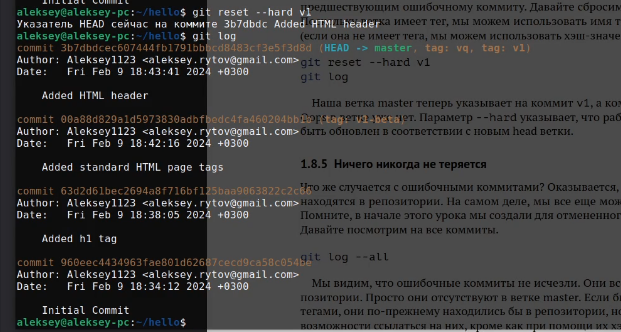 Initial Commit
aleksey@aleksey-pc:~/hello$ git reset --hard v1
Указатель HEAD сейчас на коммите 3b7dbdc Added HTML header
aleksey@aleksey-pc:~/hello$ git log
commit 3b7dbdcec607444fb1791bbbcd8483cf3e5f3d8d (HEAD -> master, tag: vq, tag: v1)
Author: Aleksey1123 <aleksey.rytov@gmail.com>
Date:   Fri Feb 9 18:43:41 2024 +0300
Added HTML header
commit 00a88d829a1d5973830adbfbedc4fa460204bb
tag: v1-beta
Author: Aleksey1123 <aleksey.rytov@gmail.com>
Date:   Fri Feb 9 18:42:16 2024 +0300
Added standard HTML page tags
commit 63d2d61bec2694a8f716bf125baa9063822c2c
Author: Aleksey1123 <aleksey.rytov@gmail.com>
Date:   Fri Feb 9 18:38:05 2024 +0300
Added h1 tag
commit 960eec4434963fae801d62687cecd9ca58c054
Author: Aleksey1123 <aleksey.rytov@gmail.com>
Date:   Fri Feb 9 18:34:12 2024 +0300
Initial Commit
aleksey@aleksey-pc:~/hello$
предшествующим ошибочному коммиту. Давайте сбросим
ветка имеет тег, мы можем использовать имя т
(если она не имеет тега, мы можем использовать хэш-значе
git reset --hard v1
git log
Наша ветка master теперь указывает на коммит v1, а ком
нет. Параметр --hard указывает, что раб
быть обновлен в соответствии с новым head ветки.
1.8.5 Ничего никогда не теряется
Что же случается с ошибочными коммитами? Оказывается,
находятся в репозитории. На самом деле, мы все еще мож
Помните, в начале этого урока мы создали для отмененног
Давайте посмотрим на все коммиты.
git log --all
Мы видим, что ошибочные коммиты не исчезли. Они вс
позитории. Просто они отсутствуют в ветке master. Если б
тегами, они по-прежнему находились бы в репозитории, но
возможности ссылаться на них, кроме как при помощи их хэ